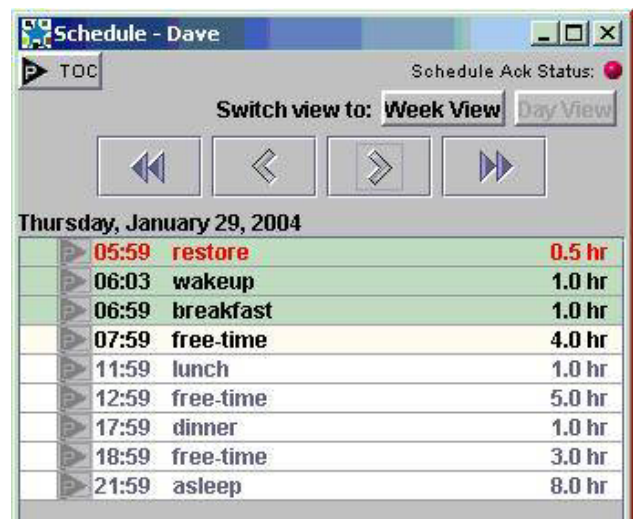 Schedule - Dave
P TOC Schedule Ack Status:
Switch view to: Week View Day View
Thursday, January 29, 2004
P 05:59 restore 0.5 hr
P 06:03 wakeup 1.0 hr
P 06:59 breakfast 1.0 hr
P 07:59 free-time 4.0 hr
P 11:59 lunch 1.0 hr
P 12:59 free-time 5.0 hr
P 17:59 dinner 1.0 hr
P 18:59 free-time 3.0 hr
P 21:59 asleep 8.0 hr